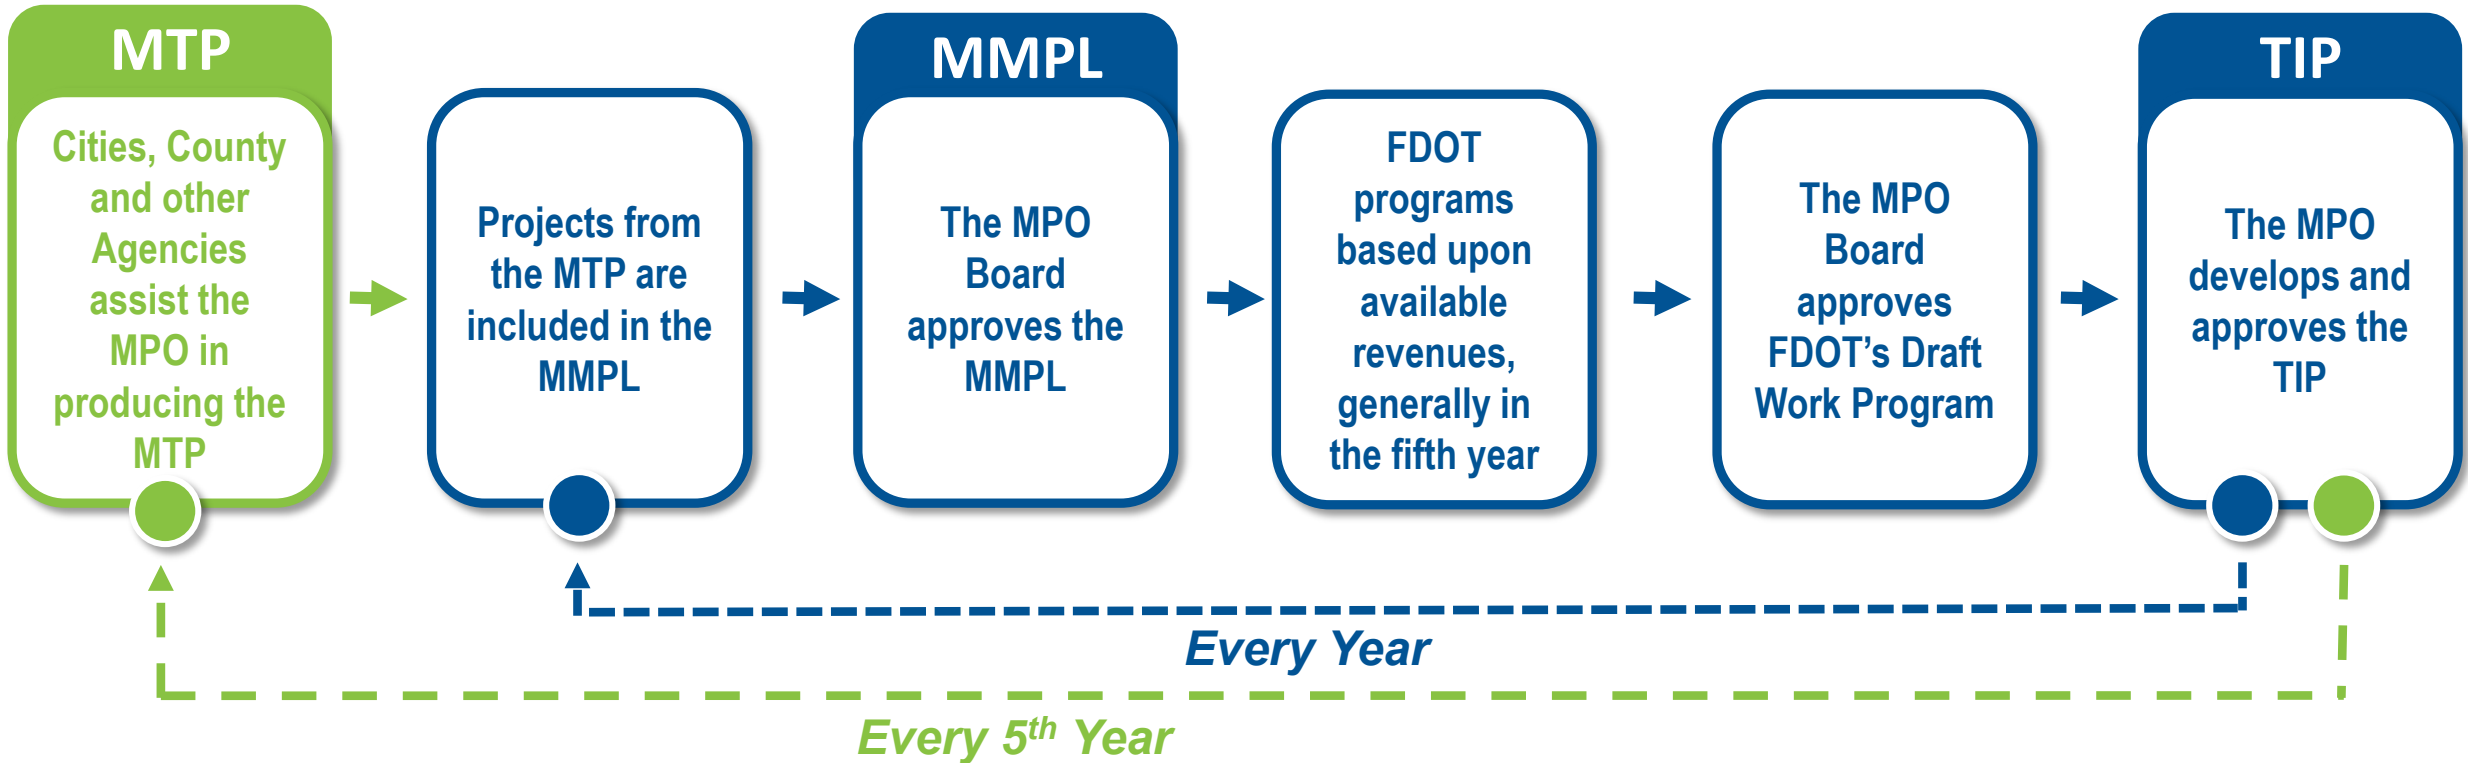 MTP
Cities, County
and other
Agencies
assist the
MPO in
producing the
MTP
Projects from
the MTP are
included in the
MMPL
MMPL
The MPO
Board
approves the
MMPL
FDOT
programs
based upon
available
revenues,
generally in
the fifth year
The MPO
Board
approves
FDOT’s Draft
Work Program
TIP
The MPO
develops and
approves the
TIP
Every Year
Every 5th Year